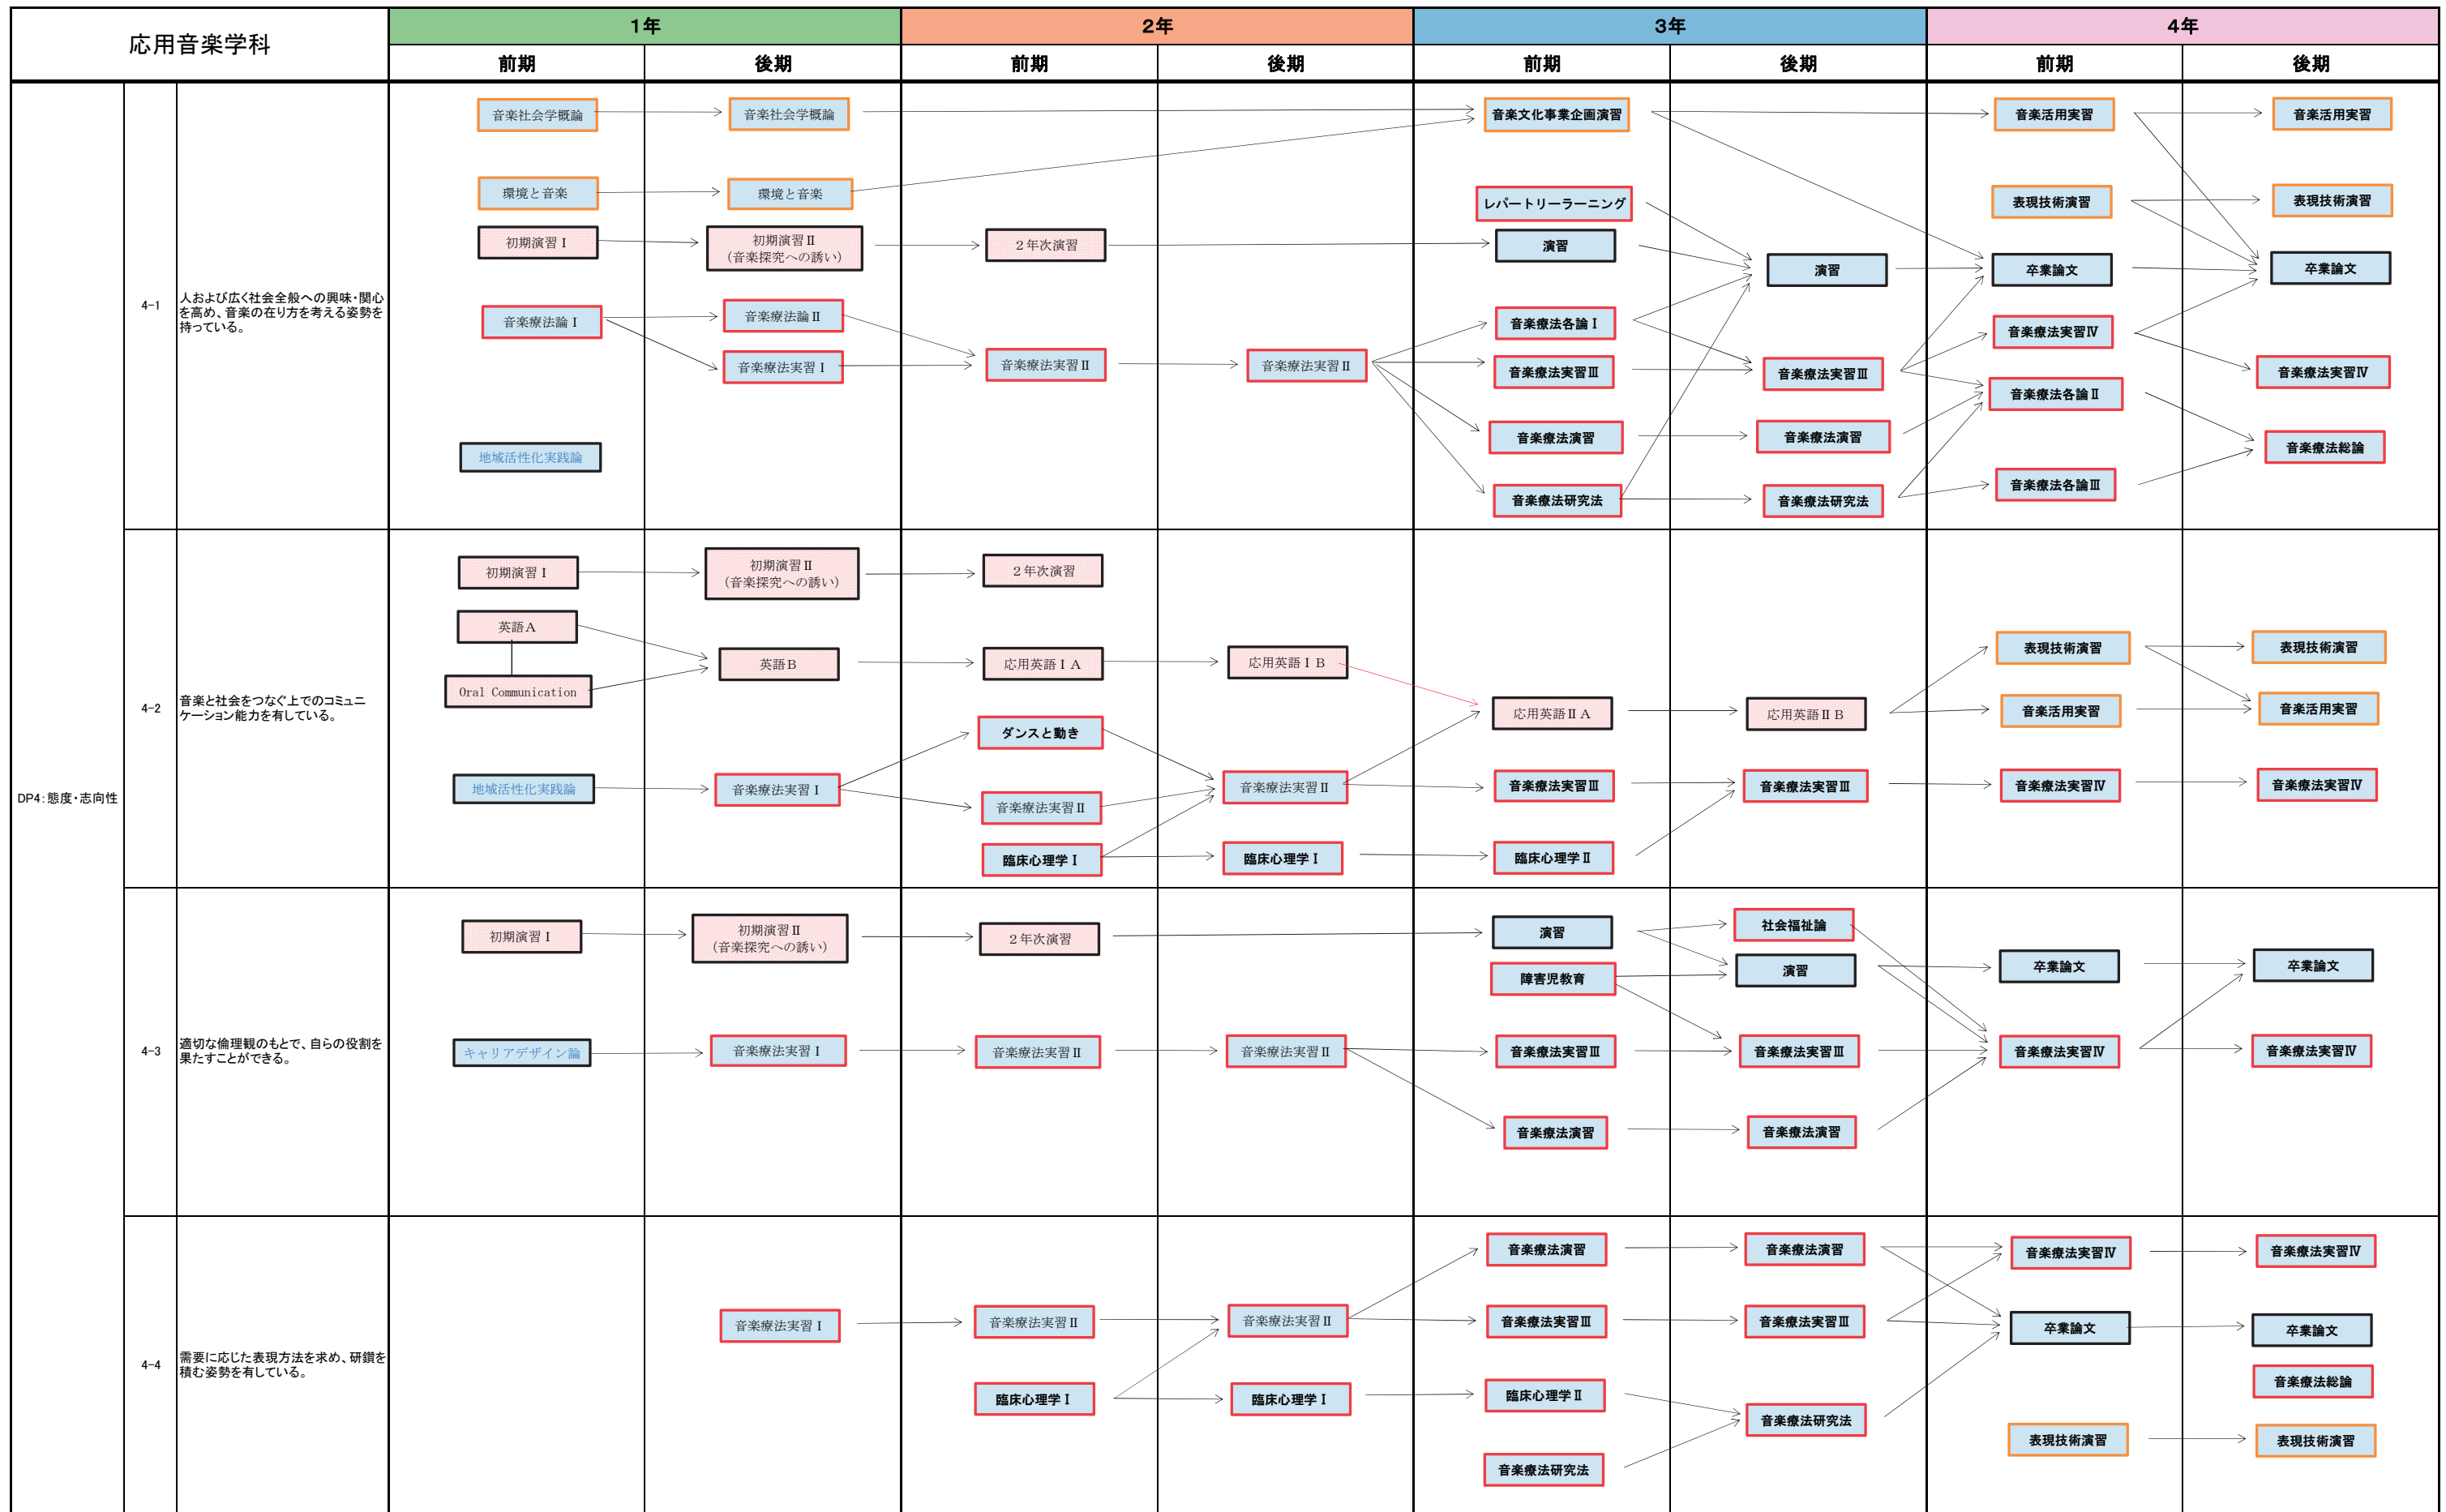 応用音楽学科
1年
2年
3年
4年
前期
後期
前期
後期
前期
後期
前期
後期
DP4:態度・志向性
4-1
人および広く社会全般への興味・関心
を高め、音楽の在り方を考える姿勢を
持っている。
音楽社会学概論
音楽社会学概論
音楽文化事業企画演習
音楽活用実習
音楽活用実習
環境と音楽
環境と音楽
レパートリーラーニング
表現技術演習
表現技術演習
初期演習Ⅰ
初期演習Ⅱ
(音楽探究への誘い)
2年次演習
演習
演習
卒業論文
卒業論文
音楽療法論Ⅰ
音楽療法論Ⅱ
音楽療法各論Ⅰ
音楽療法実習Ⅳ
音楽療法実習Ⅰ
音楽療法実習Ⅱ
音楽療法実習Ⅱ
音楽療法実習Ⅲ
音楽療法実習Ⅲ
音楽療法実習Ⅳ
音楽療法各論Ⅱ
地域活性化実践論
音楽療法演習
音楽療法演習
音楽療法総論
音楽療法研究法
音楽療法研究法
音楽療法各論Ⅲ
4-2
音楽と社会をつなぐ上でのコミュニ
ケーション能力を有している。
初期演習Ⅰ
初期演習Ⅱ
(音楽探究への誘い)
2年次演習
英語A
英語B
応用英語ⅠA
応用英語ⅠB
表現技術演習
表現技術演習
Oral Communication
応用英語ⅡA
応用英語ⅡB
音楽活用実習
音楽活用実習
ダンスと動き
地域活性化実践論
音楽療法実習Ⅰ
音楽療法実習Ⅱ
音楽療法実習Ⅱ
音楽療法実習Ⅲ
音楽療法実習Ⅲ
音楽療法実習Ⅳ
音楽療法実習Ⅳ
臨床心理学Ⅰ
臨床心理学Ⅰ
臨床心理学Ⅱ
4-3
適切な倫理観のもとで、自らの役割を
果たすことができる。
初期演習Ⅰ
初期演習Ⅱ
(音楽探究への誘い)
2年次演習
演習
社会福祉論
障害児教育
演習
卒業論文
卒業論文
キャリアデザイン論
音楽療法実習Ⅰ
音楽療法実習Ⅱ
音楽療法実習Ⅱ
音楽療法実習Ⅲ
音楽療法実習Ⅲ
音楽療法実習Ⅳ
音楽療法実習Ⅳ
音楽療法演習
音楽療法演習
4-4
需要に応じた表現方法を求め、研鑽を
積む姿勢を有している。
音楽療法演習
音楽療法演習
音楽療法実習Ⅳ
音楽療法実習Ⅳ
音楽療法実習Ⅰ
音楽療法実習Ⅱ
音楽療法実習Ⅱ
音楽療法実習Ⅲ
音楽療法実習Ⅲ
卒業論文
卒業論文
臨床心理学Ⅰ
臨床心理学Ⅰ
臨床心理学Ⅱ
音楽療法研究法
音楽療法総論
音楽療法研究法
表現技術演習
表現技術演習